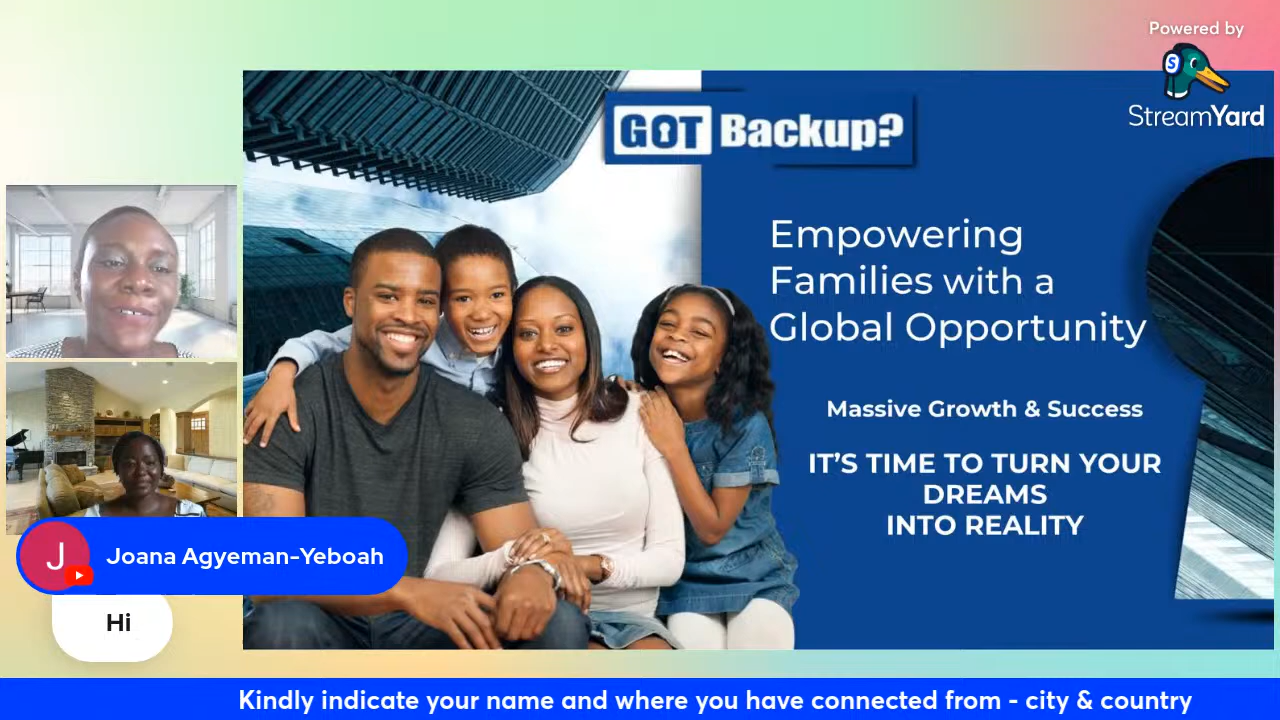 Powered by
S
StreamYard
GOT Backup?
Empowering
Families with a
Global Opportunity
Massive Growth & Success
IT’S TIME TO TURN YOUR
DREAMS
INTO REALITY
J
Joana Agyeman-Yeboah
Hi
Kindly indicate your name and where you have connected from - city & country